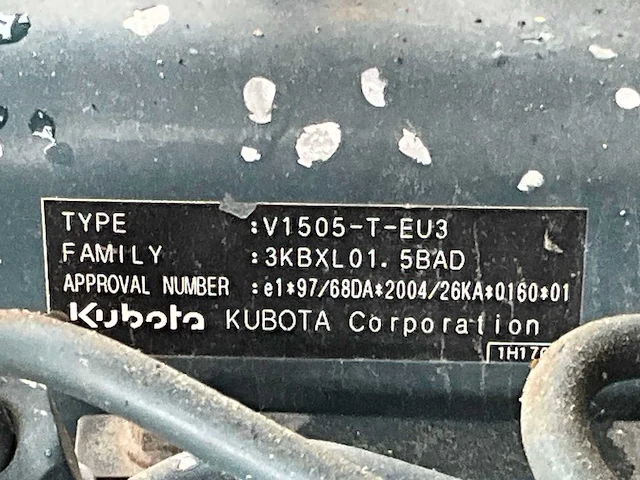 TYPE :V1505-T-EU3
FAMILY :3KBXL01.5BAD
APPROVAL NUMBER :e1*97/68DA*2004/26KA*0160*01
Kubota KUBOTA Corporation